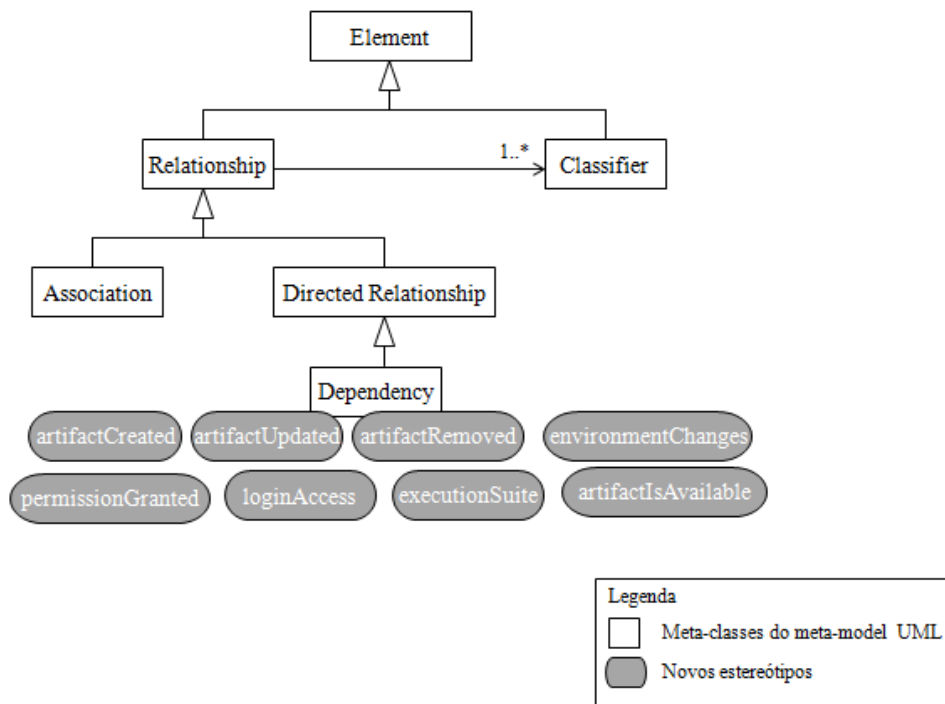 Element
Relationship
1..*
Classifier
Association
Directed Relationship
Dependency
artifactCreated
artifactUpdated
artifactRemoved
environmentChanges
permissionGranted
loginAccess
executionSuite
artifactIsAvailable
Legenda
Meta-classes do meta-model UML
Novos estereótipos